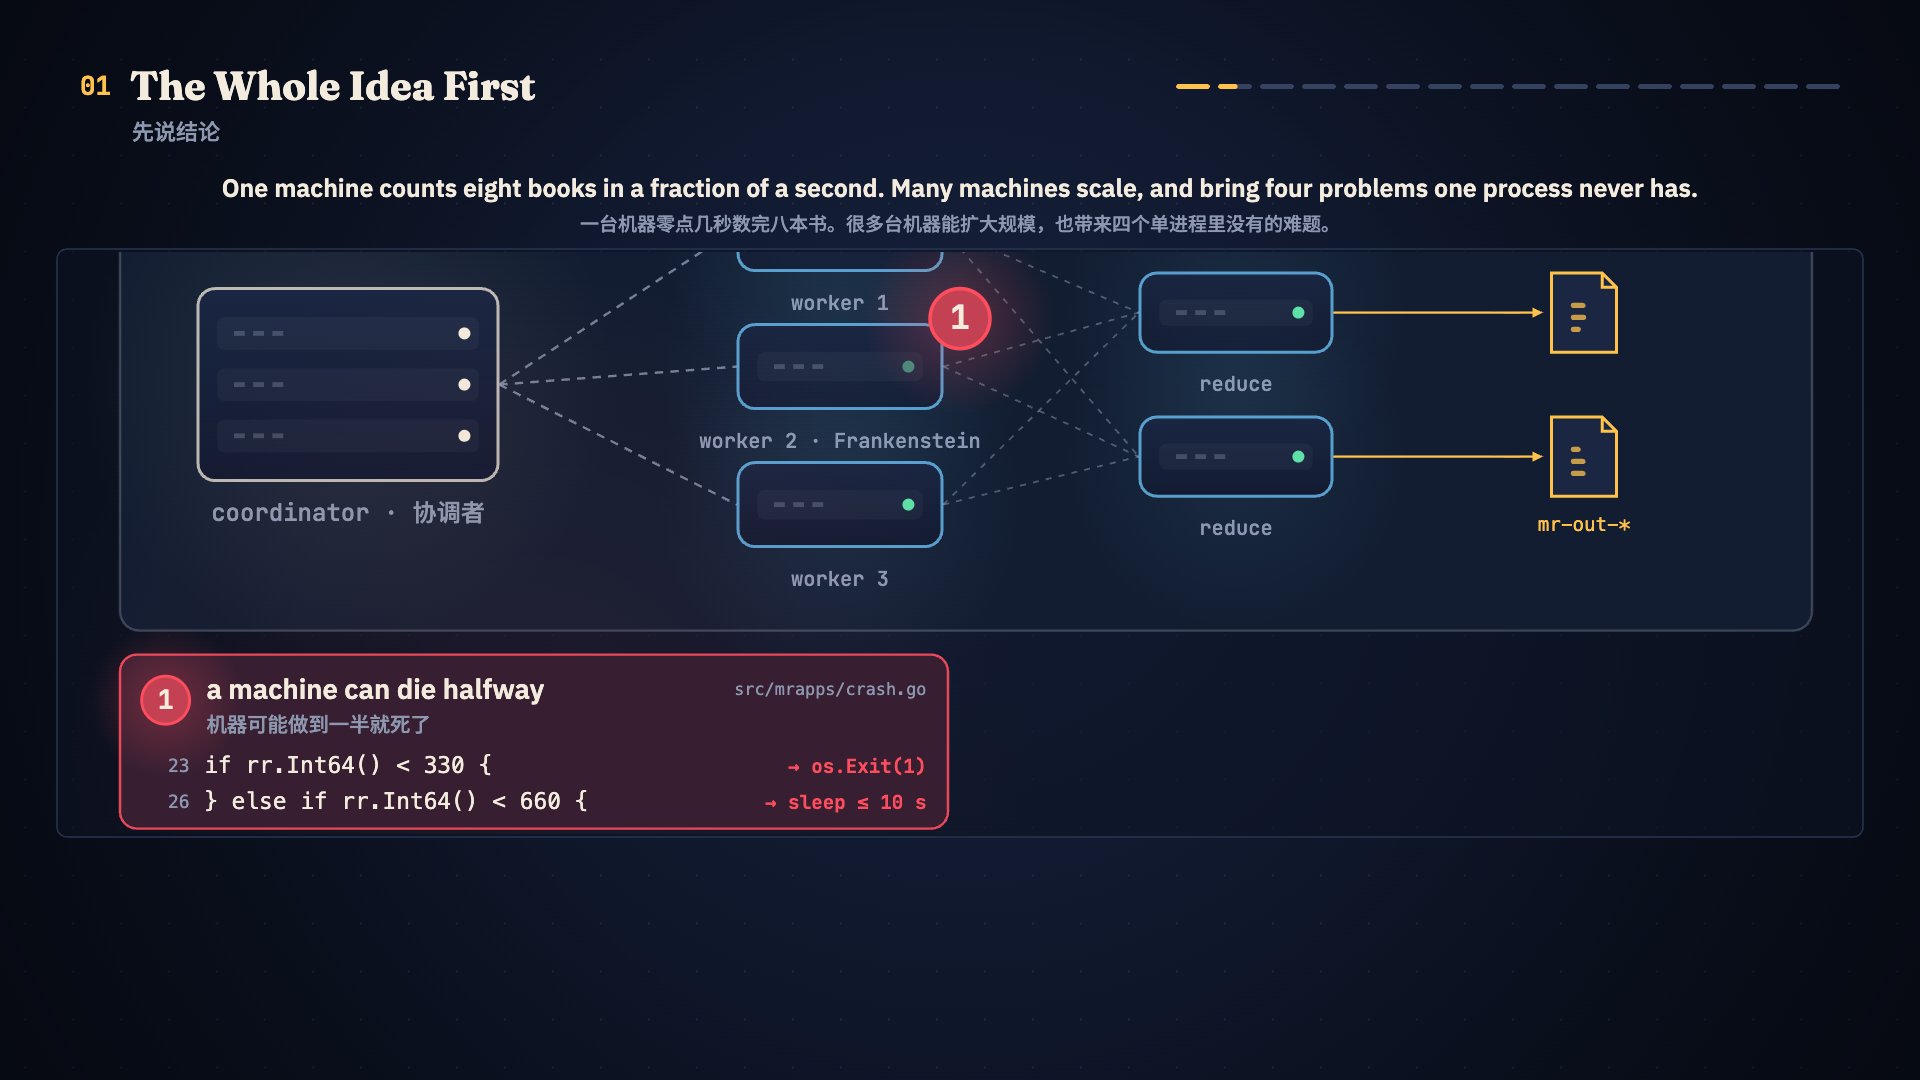 01 The Whole Idea First
先说结论
One machine counts eight books in a fraction of a second. Many machines scale, and bring four problems one process never has.
一台机器零点几秒数完八本书。很多台机器能扩大规模，也带来四个单进程里没有的难题。
worker 1
1
worker 2 · Frankenstein
worker 3
coordinator · 协调者
reduce
reduce
mr-out-*
1 a machine can die halfway src/mrapps/crash.go
机器可能做到一半就死了
23 if rr.Int64() < 330 { → os.Exit(1)
26 } else if rr.Int64() < 660 { → sleep ≤ 10 s